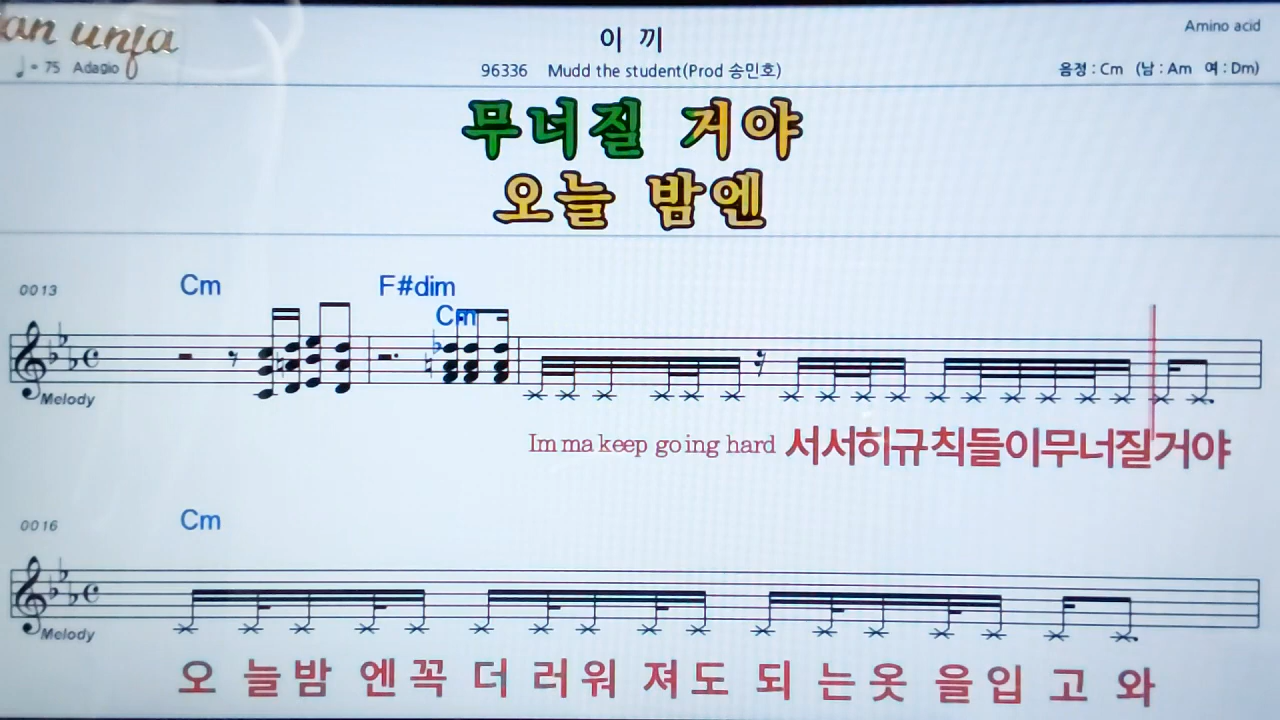 an unja
이 끼
Amino acid
♩= 75 Adagio
96336 Mudd the student(Prod 송민호)
음정 : Cm (남 : Am 여 : Dm)
무너질 거야
오늘 밤엔
0013
Cm F#dim
Cm
Melody
Im ma keep going hard 서서히규칙들이무너질거야
0016
Cm
Melody
오 늘밤 엔꼭 더 러워 져도 되 는옷 을입 고 와